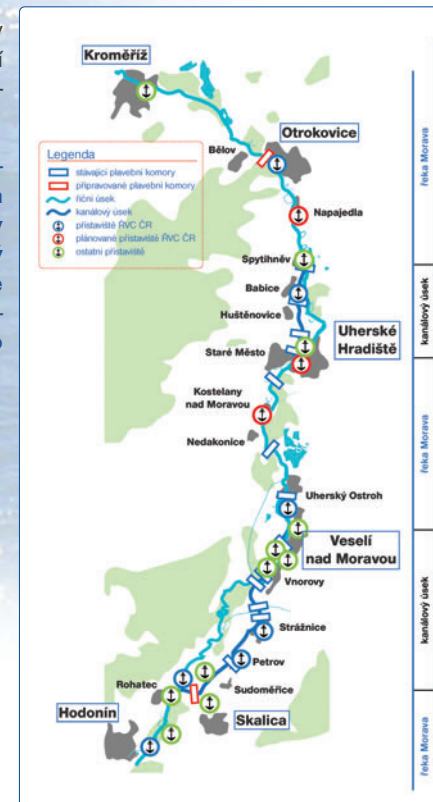 Kroměříž
Otrokovice
Bělov
Legenda
stávající plavební komory
připravované plavební komory
říční úsek
kanálový úsek
přístaviště ŘVC ČR
plánované přístaviště ŘVC ČR
ostatní přístaviště
Napajedla
Spytihněv
Babice
Huštěnovice
Uherské
Hradiště
Staré Město
Kostelany
nad Moravou
Nedakonice
Uherský Ostroh
Veselí
nad Moravou
Vnorovy
Strážnice
Petrov
Rohatec
Sudoměřice
Hodonín
Skalica
řeka Morava
kanálový úsek
řeka Morava
kanálový úsek
řeka Morava